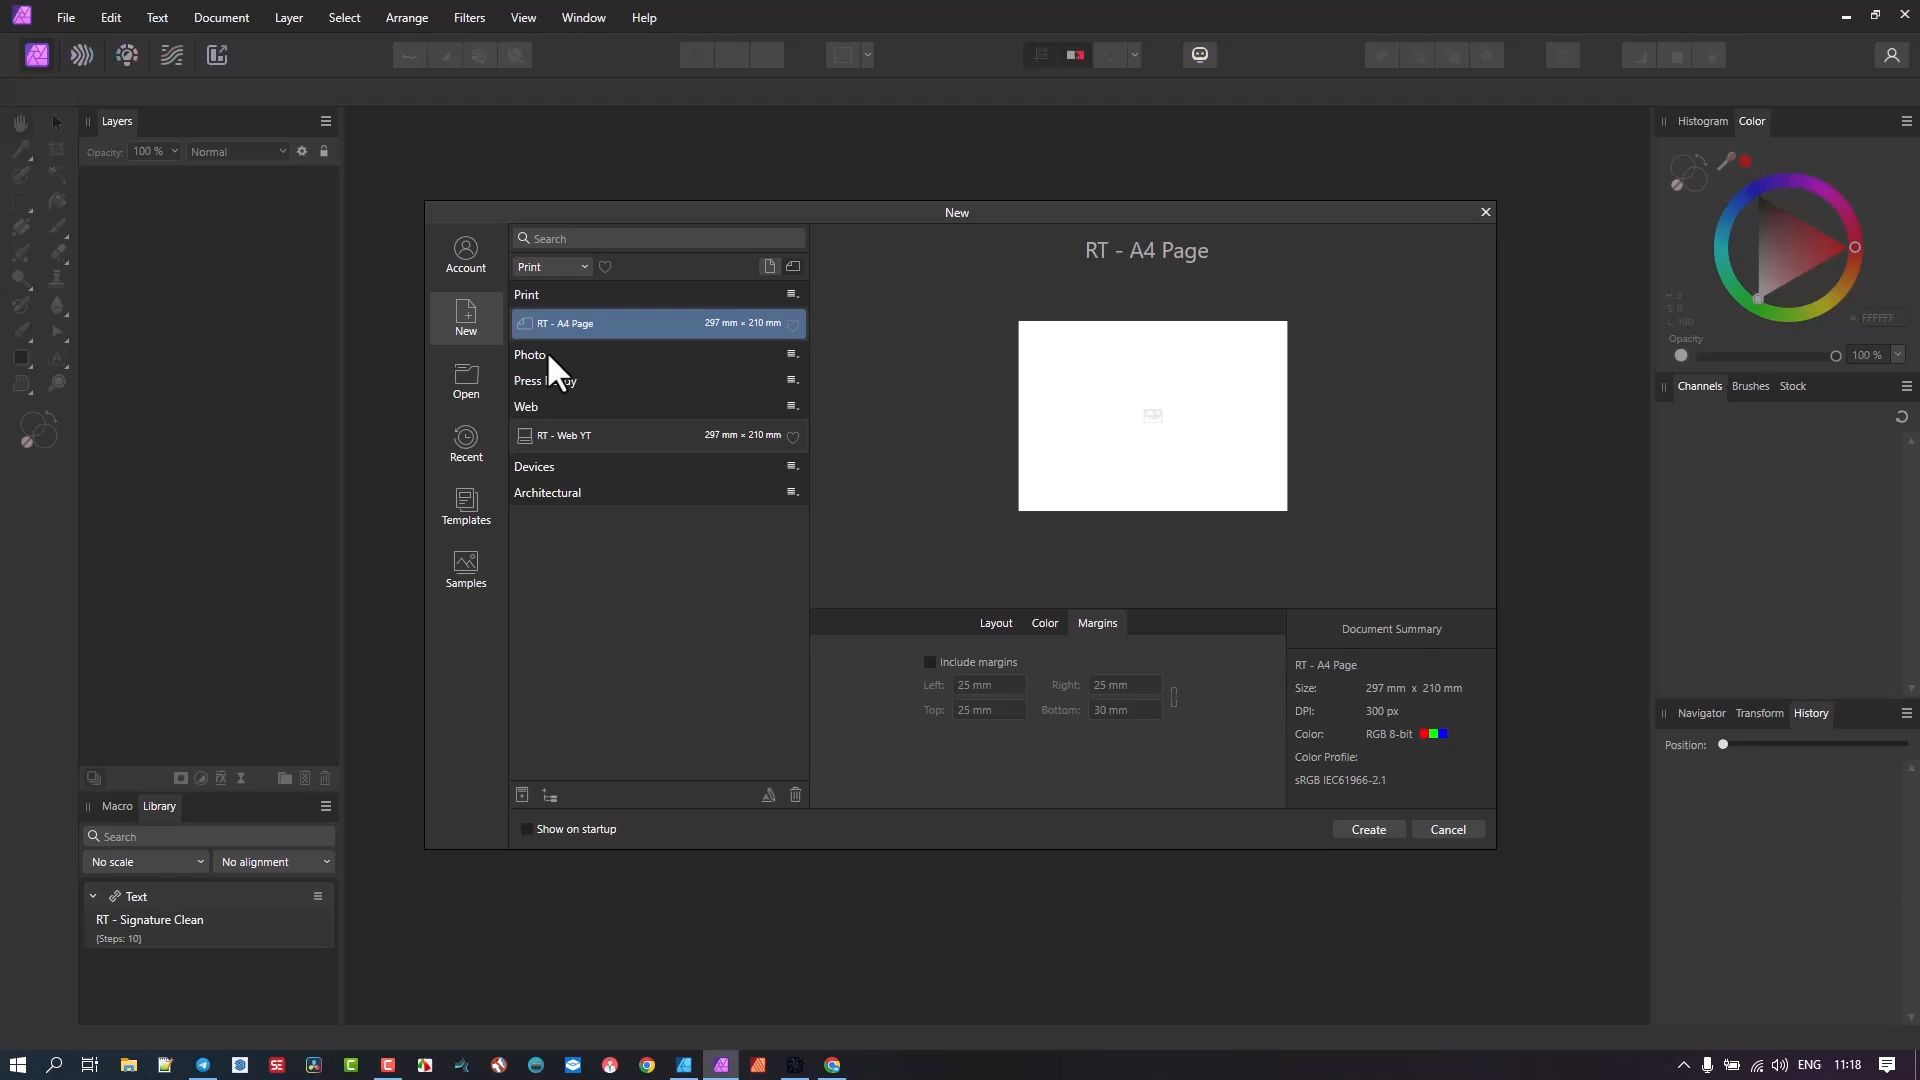 File Edit Text Document Layer Select Arrange Filters View Window Help
Layers
Opacity: 100 % Normal
Histogram Color
H: 0
S: 0
L: 100
#: FFFFFF
Opacity
100 %
Channels Brushes Stock
Navigator Transform History
Position:
Macro Library
Search
No scale No alignment
Text
RT - Signature Clean
{Steps: 10}
New
Account
New
Open
Recent
Templates
Samples
Search
Print
Print
RT - A4 Page 297 mm × 210 mm
Photo
Press
Web
RT - Web YT 297 mm × 210 mm
Devices
Architectural
RT - A4 Page
Layout Color Margins
Include margins
Left: 25 mm Right: 25 mm
Top: 25 mm Bottom: 30 mm
Document Summary
RT - A4 Page
Size: 297 mm x 210 mm
DPI: 300 px
Color: RGB 8-bit
Color Profile:
sRGB IEC61966-2.1
Show on startup
Create Cancel
ENG 11:18